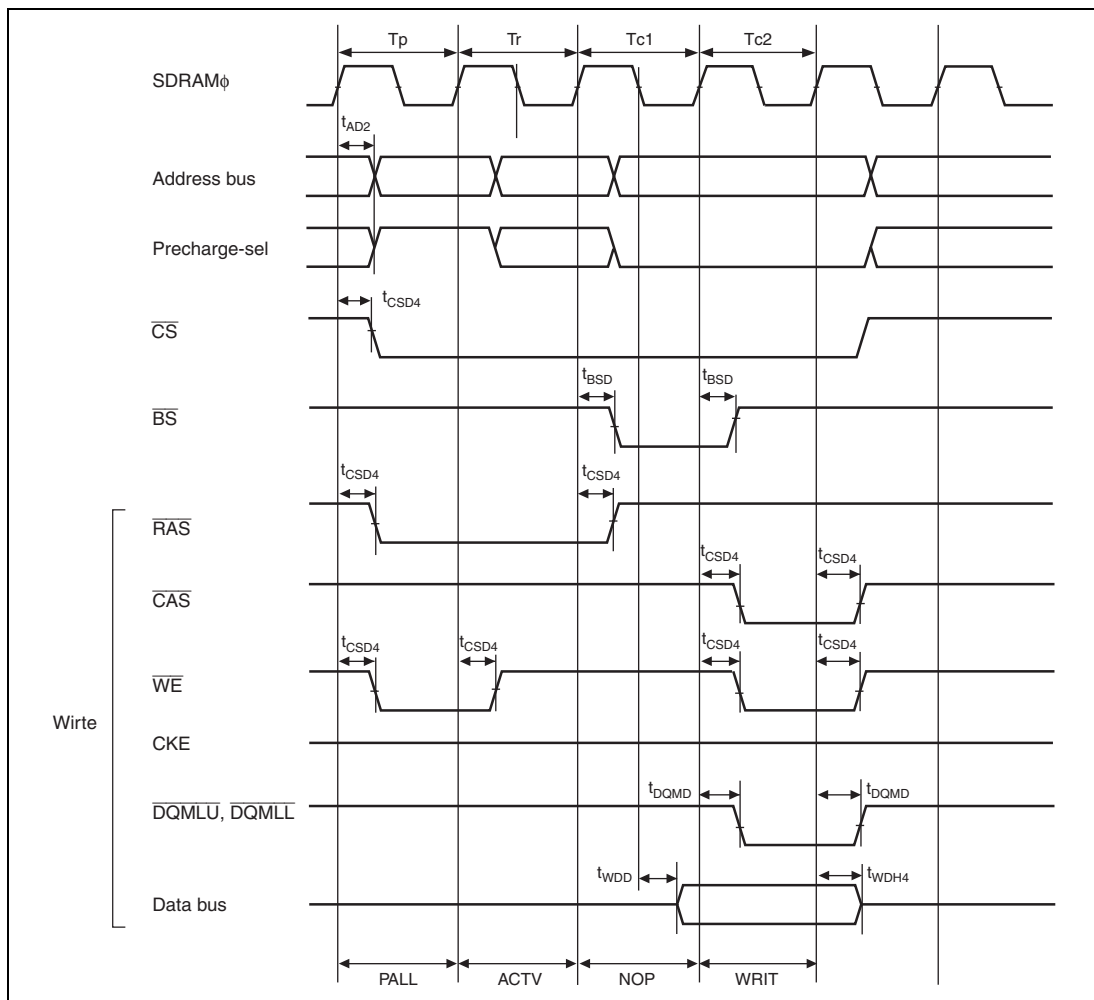 Tp Tr Tc1 Tc2
SDRAMϕ
tAD2
Address bus
Precharge-sel
tCSD4
CS
tBSD tBSD
BS
tCSD4 tCSD4
RAS
tCSD4 tCSD4
CAS
tCSD4 tCSD4 tCSD4 tCSD4
WE
Wirte
CKE
tDQMD tDQMD
DQMLU, DQMLL
tWDD tWDH4
Data bus
PALL ACTV NOP WRIT